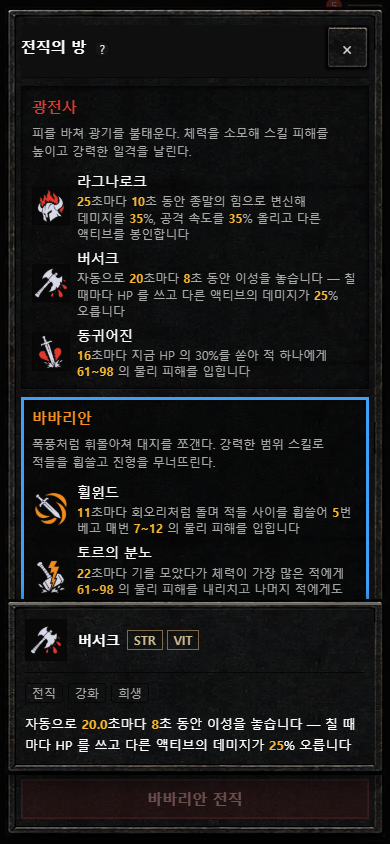 전직의 방 ?
×
광전사
피를 바쳐 광기를 불태운다. 체력을 소모해 스킬 피해를
높이고 강력한 일격을 날린다.
라그나로크
25초마다 10초 동안 종말의 힘으로 변신해
데미지를 35%, 공격 속도를 35% 올리고 다른
액티브를 봉인합니다
버서크
자동으로 20초마다 8초 동안 이성을 놓습니다 — 칠
때마다 HP 를 쓰고 다른 액티브의 데미지가 25%
오릅니다
동귀어진
16초마다 지금 HP 의 30%를 쏟아 적 하나에게
61~98 의 물리 피해를 입힙니다
바바리안
폭풍처럼 휘몰아쳐 대지를 쪼갠다. 강력한 범위 스킬로
적들을 휩쓸고 진형을 무너뜨린다.
휠윈드
11초마다 회오리처럼 돌며 적들 사이를 휩쓸어 5번
베고 매번 7~12 의 물리 피해를 입힙니다
토르의 분노
22초마다 기를 모았다가 체력이 가장 많은 적에게
61~98 의 물리 피해를 내리치고 나머지 적에게도
버서크 STR VIT
전직 강화 희생
자동으로 20.0초마다 8초 동안 이성을 놓습니다 — 칠 때
마다 HP 를 쓰고 다른 액티브의 데미지가 25% 오릅니다
바바리안 전직